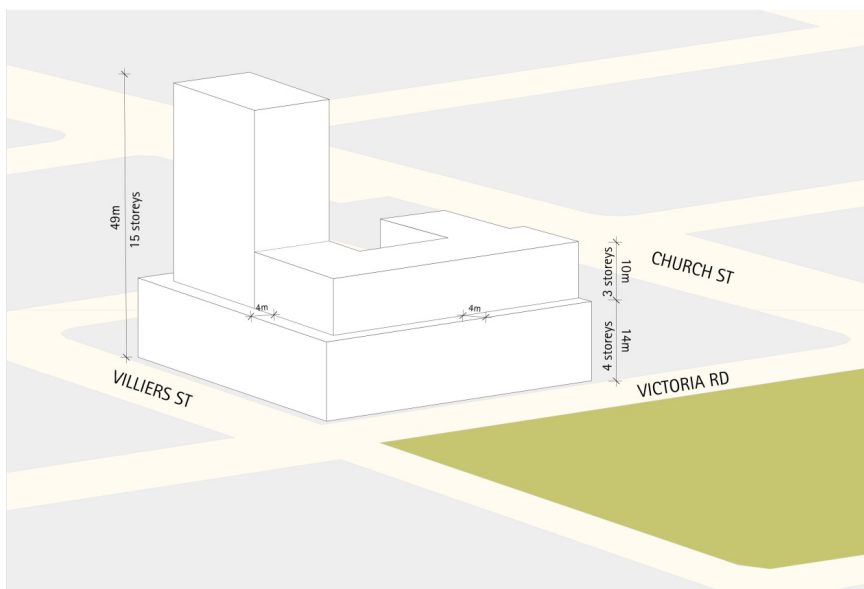 49m
15 storeys
4m
4m
10m
3 storeys
14m
4 storeys
CHURCH ST
VILLIERS ST
VICTORIA RD